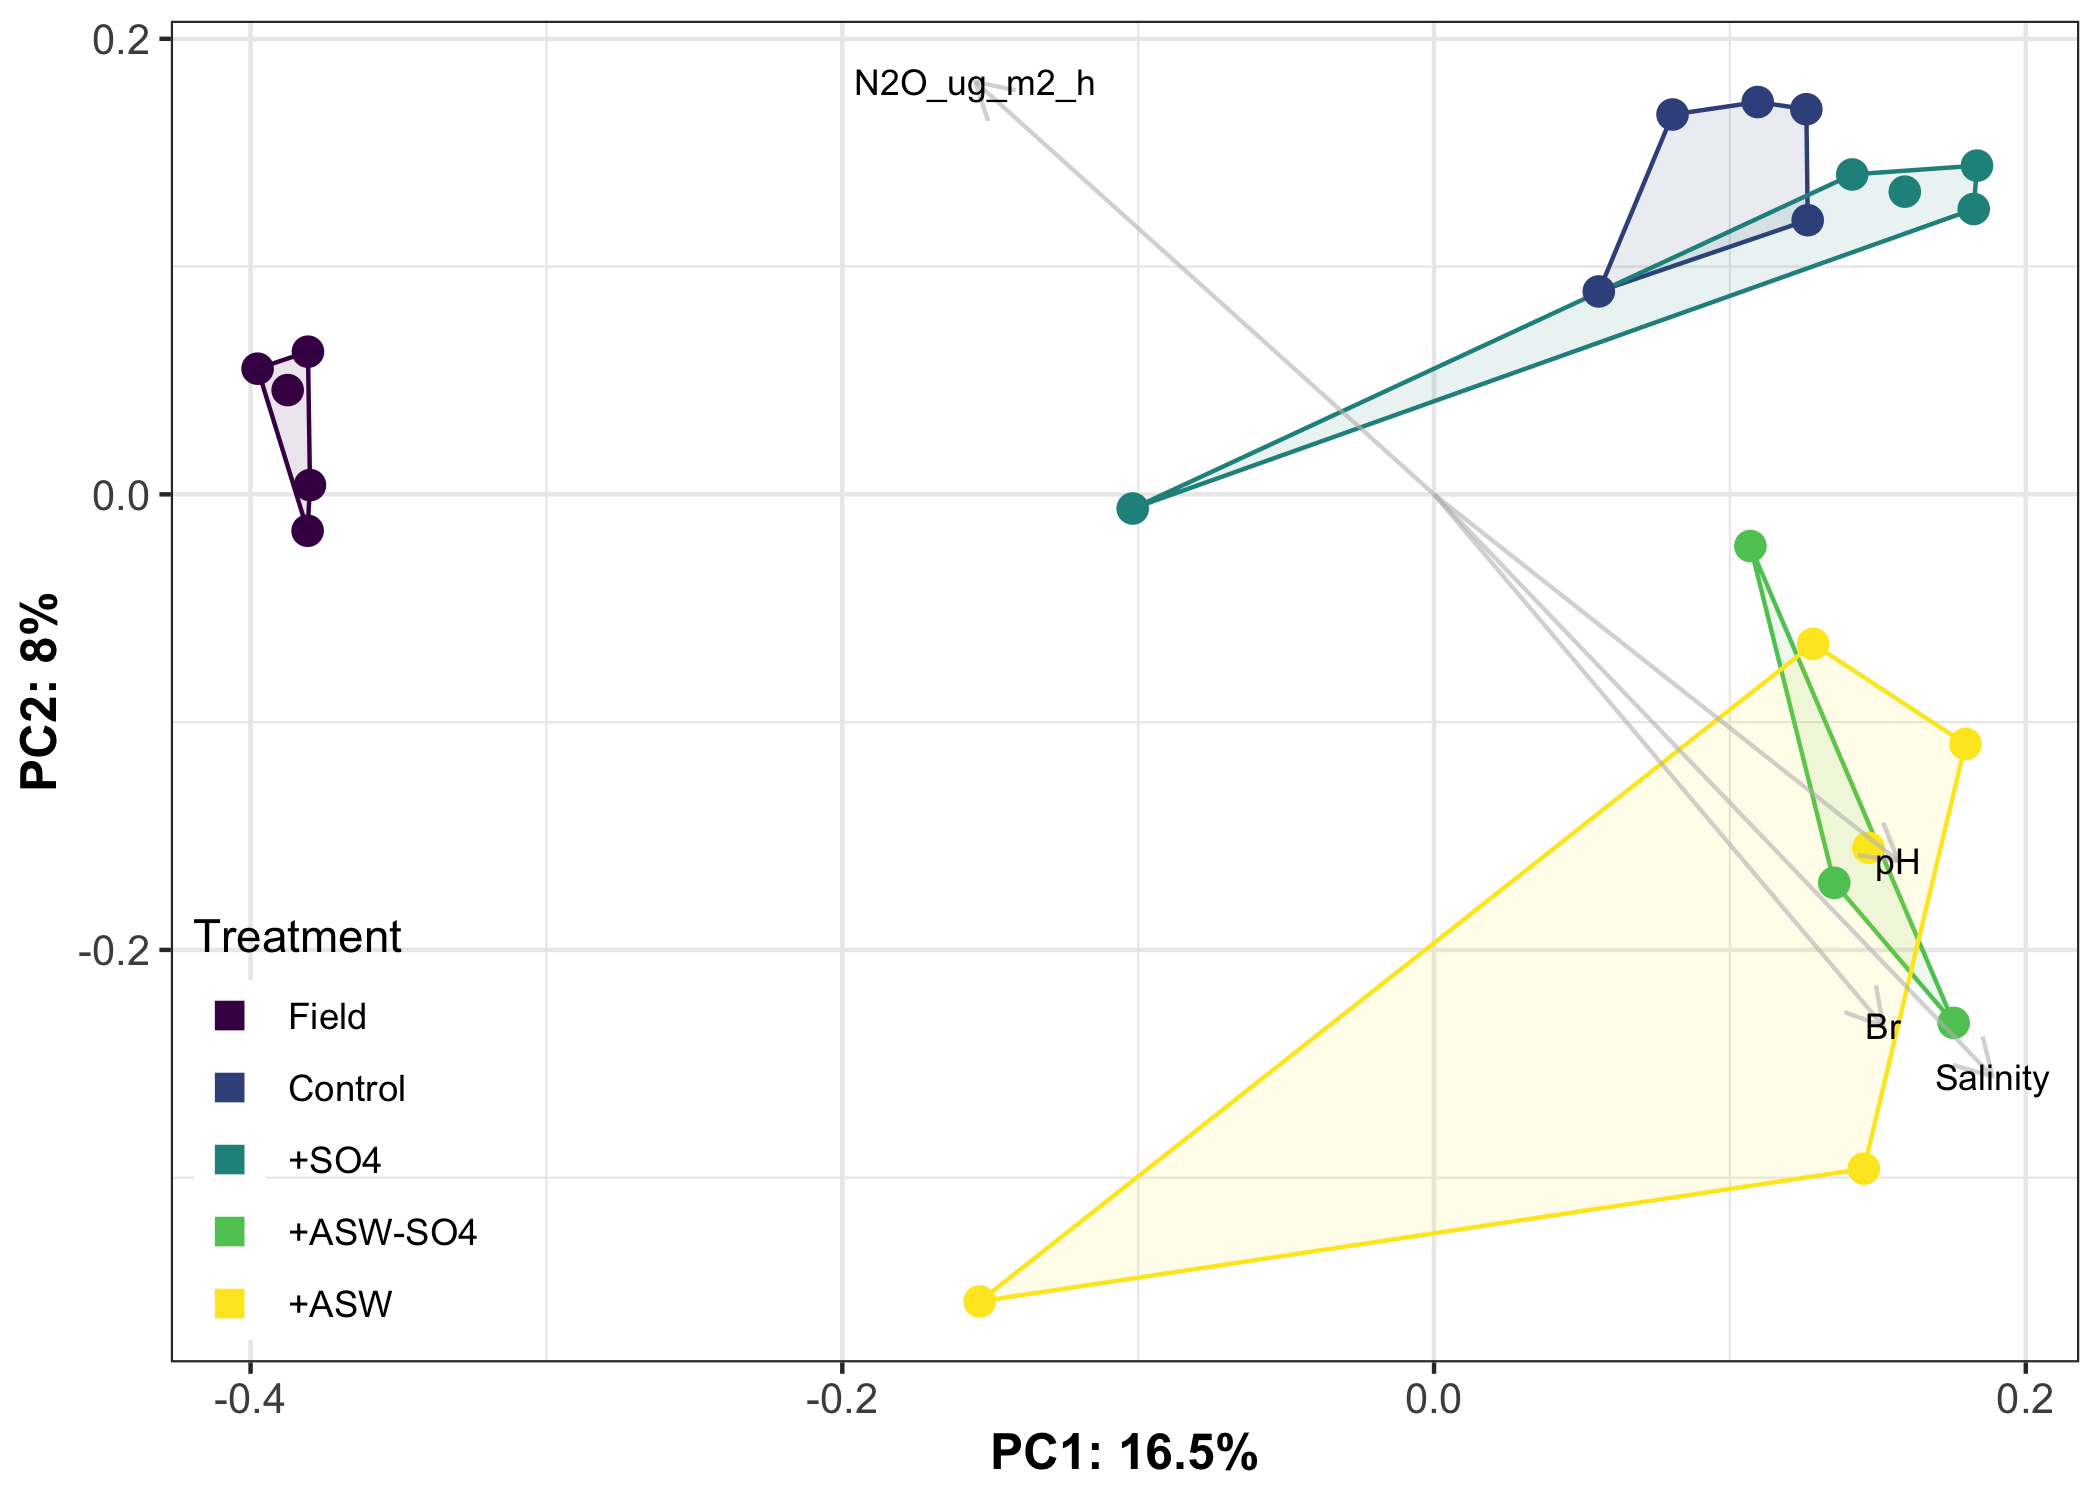 0.2
0.0
-0.2
PC2: 8%
N2O_ug_m2_h
pH
Br
Salinity
Treatment
Field
Control
+SO4
+ASW-SO4
+ASW
-0.4
-0.2
0.0
0.2
PC1: 16.5%